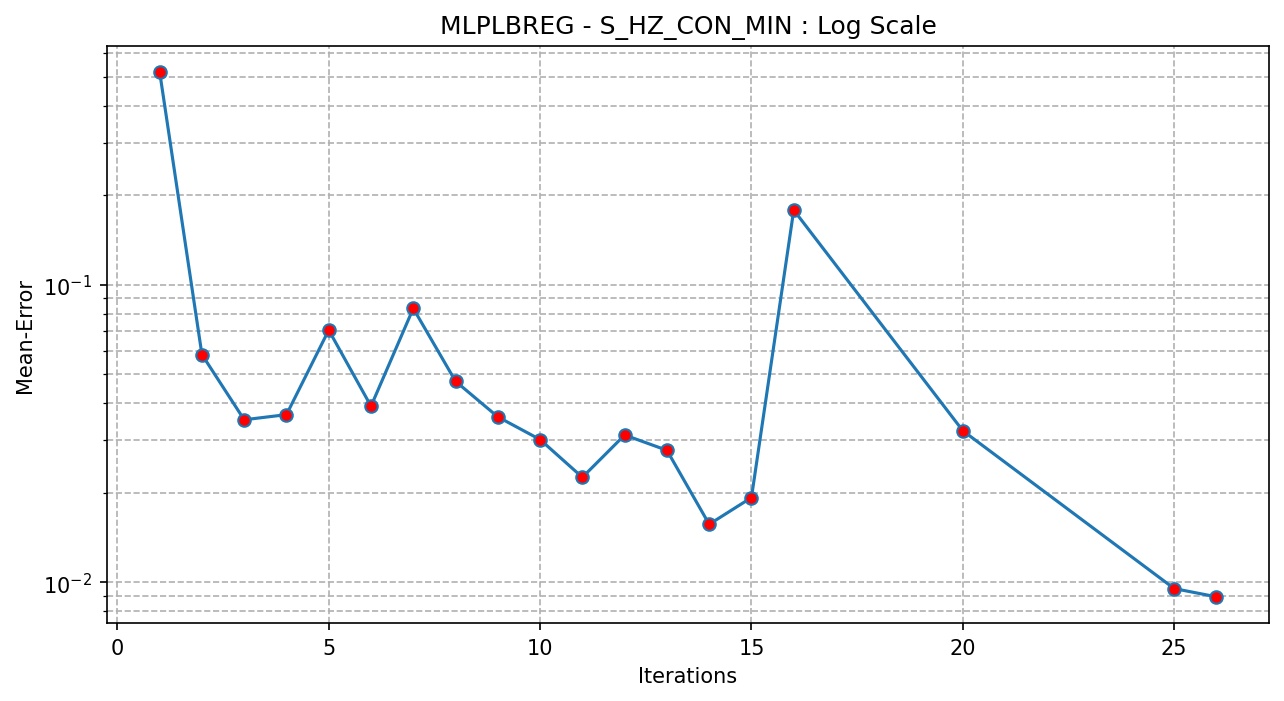 MLPLBREG - S_HZ_CON_MIN : Log Scale
Mean-Error
10⁻¹
10⁻²
0 5 10 15 20 25
Iterations